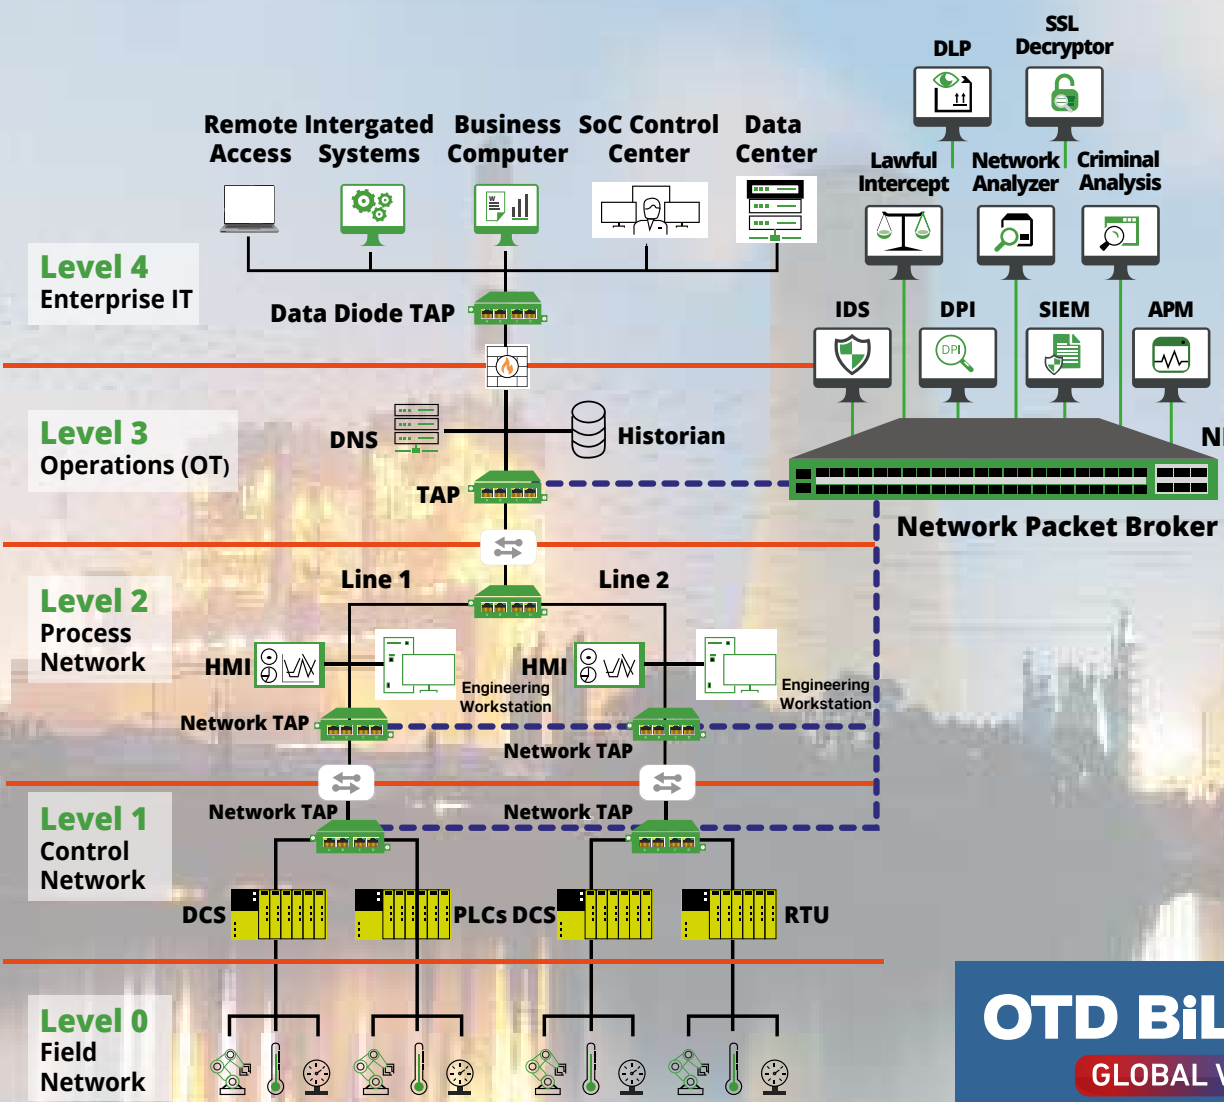 SSL
Decryptor
DLP
Remote Access
Intergated Systems
Business Computer
SoC Control Center
Data Center
Lawful Intercept
Network Analyzer
Criminal Analysis
Level 4
Enterprise IT
Data Diode TAP
IDS
DPI
SIEM
APM
DPI
Level 3
Operations (OT)
DNS
Historian
TAP
Network Packet Broker
Line 1
Line 2
Level 2
Process
Network
HMI
Engineering
Workstation
HMI
Engineering
Workstation
Network TAP
Network TAP
Level 1
Control
Network
Network TAP
Network TAP
DCS
PLCs
DCS
RTU
Level 0
Field
Network
OTD BiL
GLOBAL